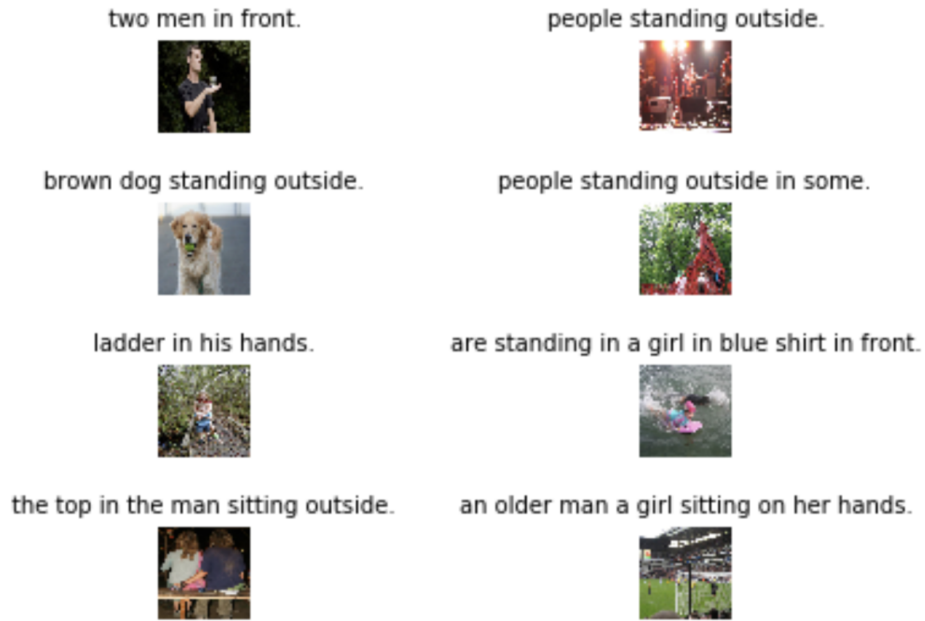 two men in front.
people standing outside.
brown dog standing outside.
people standing outside in some.
ladder in his hands.
are standing in a girl in blue shirt in front.
the top in the man sitting outside.
an older man a girl sitting on her hands.